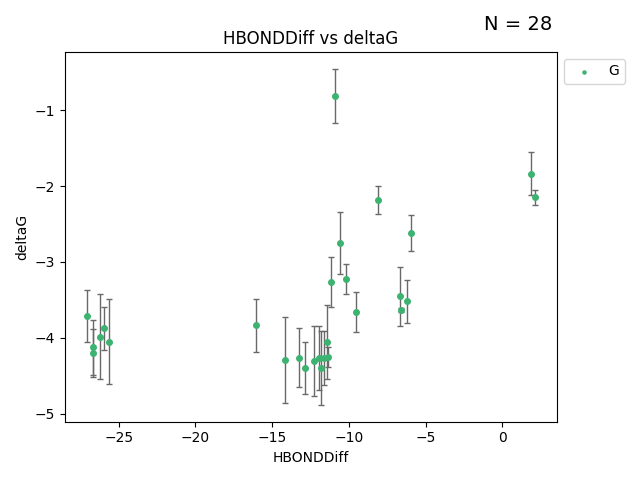 N = 28
HBONDDiff vs deltaG
G
−1
−2
−3
−4
−5
deltaG
−25
−20
−15
−10
−5
0
HBONDDiff